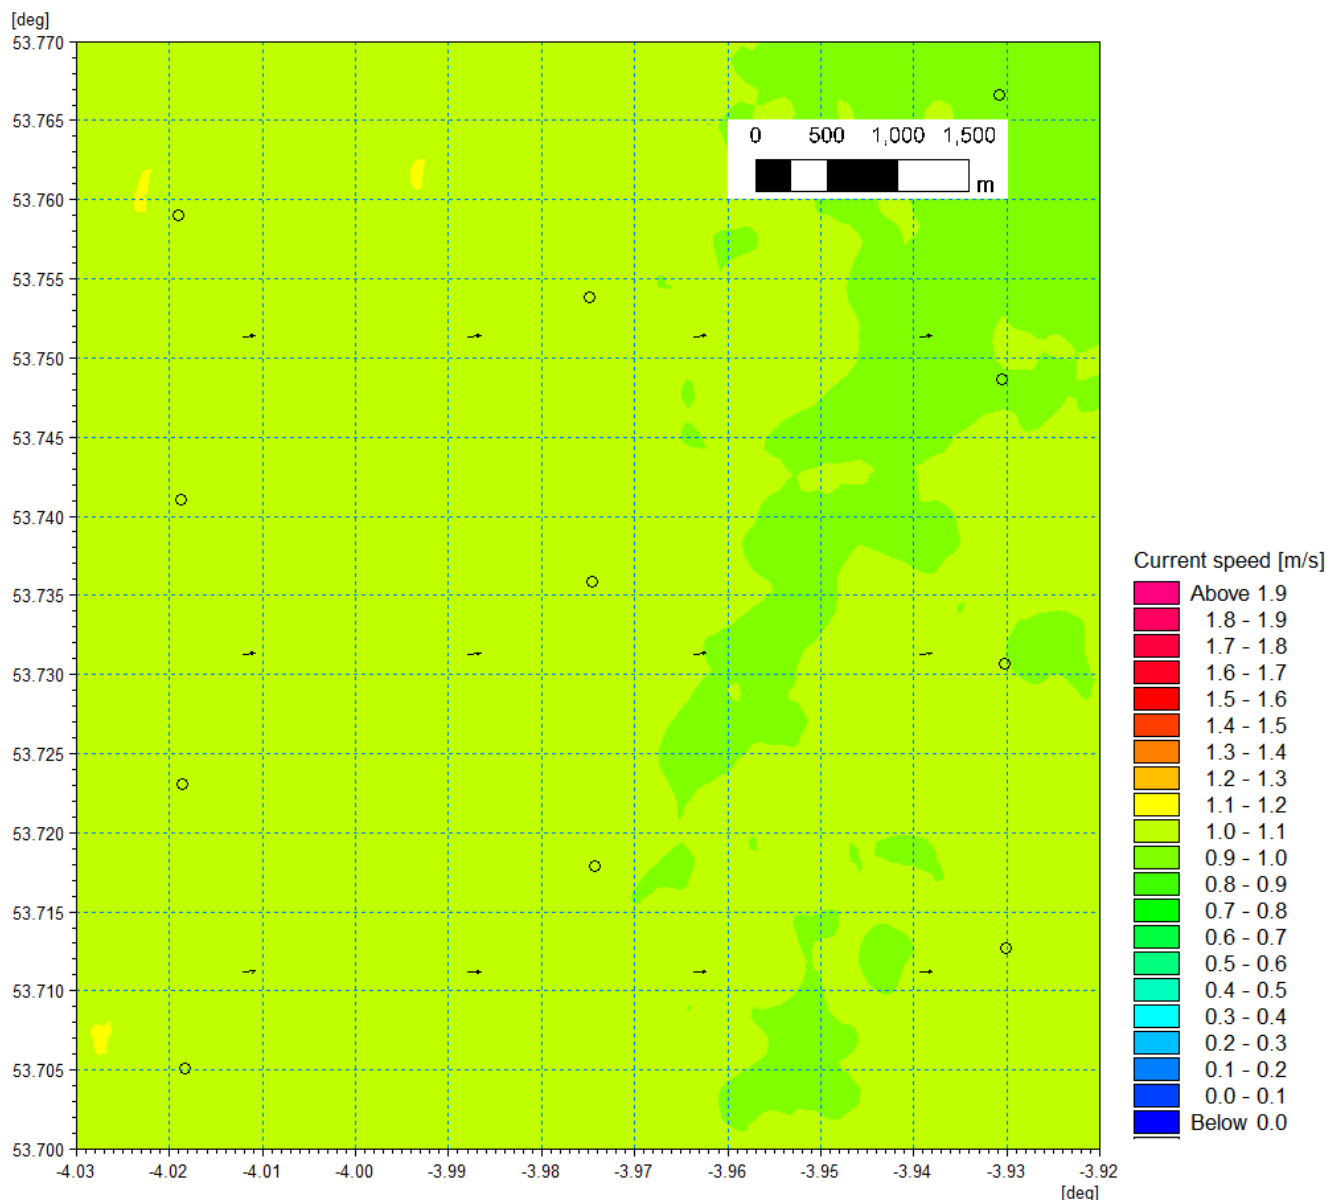 [deg]
53.770
53.765
53.760
53.755
53.750
53.745
53.740
53.735
53.730
53.725
53.720
53.715
53.710
53.705
53.700
0 500 1,000 1,500
m
-4.03 -4.02 -4.01 -4.00 -3.99 -3.98 -3.97 -3.96 -3.95 -3.94 -3.93 -3.92
[deg]
Current speed [m/s]
Above 1.9
1.8 - 1.9
1.7 - 1.8
1.6 - 1.7
1.5 - 1.6
1.4 - 1.5
1.3 - 1.4
1.2 - 1.3
1.1 - 1.2
1.0 - 1.1
0.9 - 1.0
0.8 - 0.9
0.7 - 0.8
0.6 - 0.7
0.5 - 0.6
0.4 - 0.5
0.3 - 0.4
0.2 - 0.3
0.1 - 0.2
0.0 - 0.1
Below 0.0